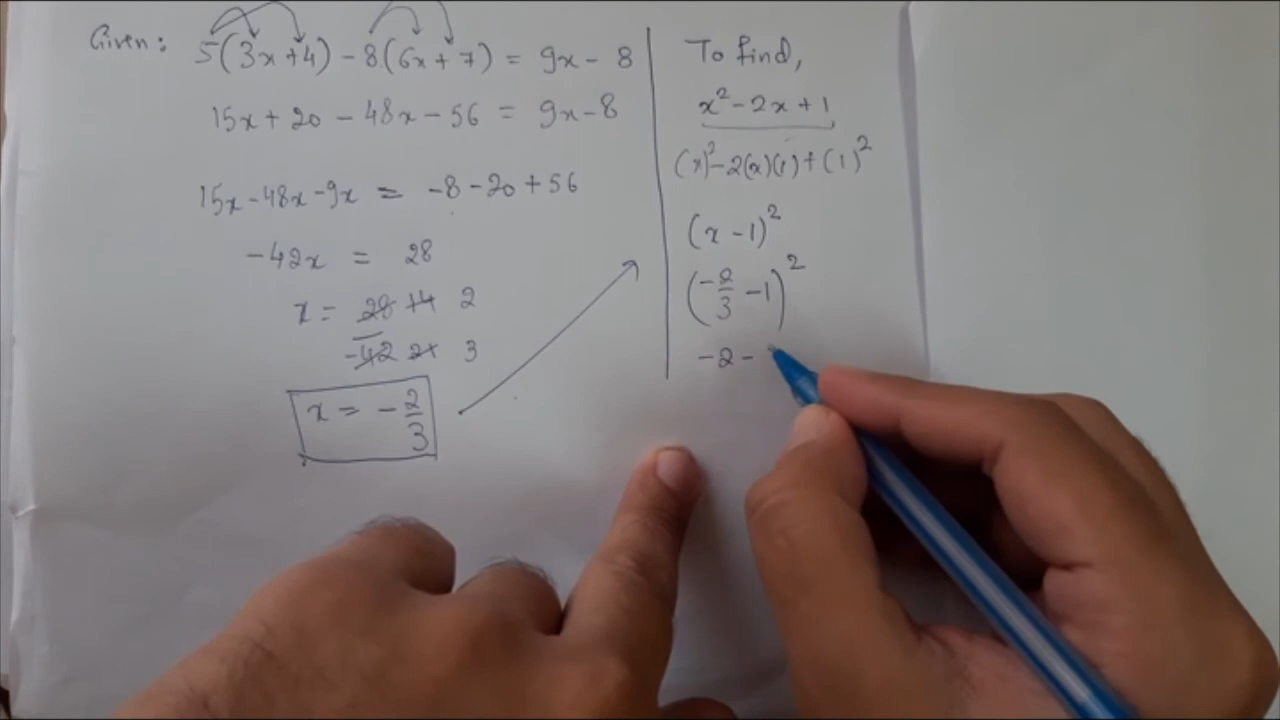 Given: 5(3x+4) - 8(6x+7) = 9x - 8
15x + 20 - 48x - 56 = 9x - 8
15x - 48x - 9x = -8 - 20 + 56
-42x = 28
x = 28 14 2
-42 21 3
x = - 2/3
To find,
x² - 2x + 1
(x)² - 2(x)(1) + (1)²
(x - 1)²
(-2/3 - 1)²
-2 -